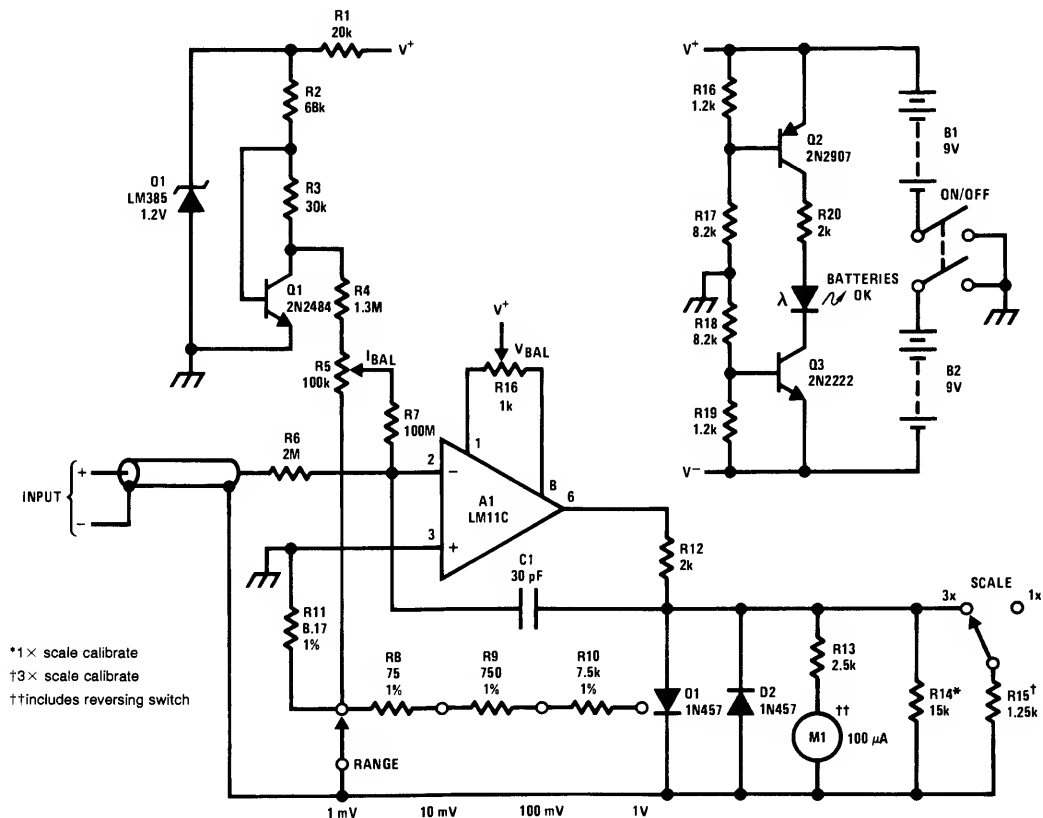 R1
20k
V+
R2
68k
D1
LM385
1.2V
R3
30k
Q1
2N2484
R4
1.3M
R5
100k
IBAL
V+
VBAL
R16
1k
R7
100M
R6
2M
INPUT
+
-
2
-
3
+
1
8
6
A1
LM11C
C1
30 pF
R12
2k
R11
8.17
1%
R8
75
1%
R9
750
1%
R10
7.5k
1%
RANGE
1 mV
10 mV
100 mV
1V
D1
1N457
D2
1N457
R13
2.5k
††
M1
100 μA
R14*
15k
SCALE
3x
1x
R15†
1.25k
V+
R16
1.2k
Q2
2N2907
R17
8.2k
R20
2k
λ
BATTERIES
OK
R18
8.2k
Q3
2N2222
R19
1.2k
V−
B1
9V
ON/OFF
B2
9V
*1× scale calibrate
†3× scale calibrate
††includes reversing switch